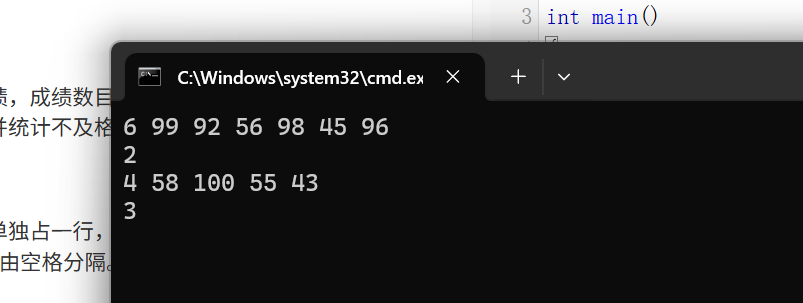 3 int main()
绩，成绩数目
并统计不及格
单独占一行，
由空格分隔。
C:\Windows\system32\cmd.ex
6 99 92 56 98 45 96
2
4 58 100 55 43
3